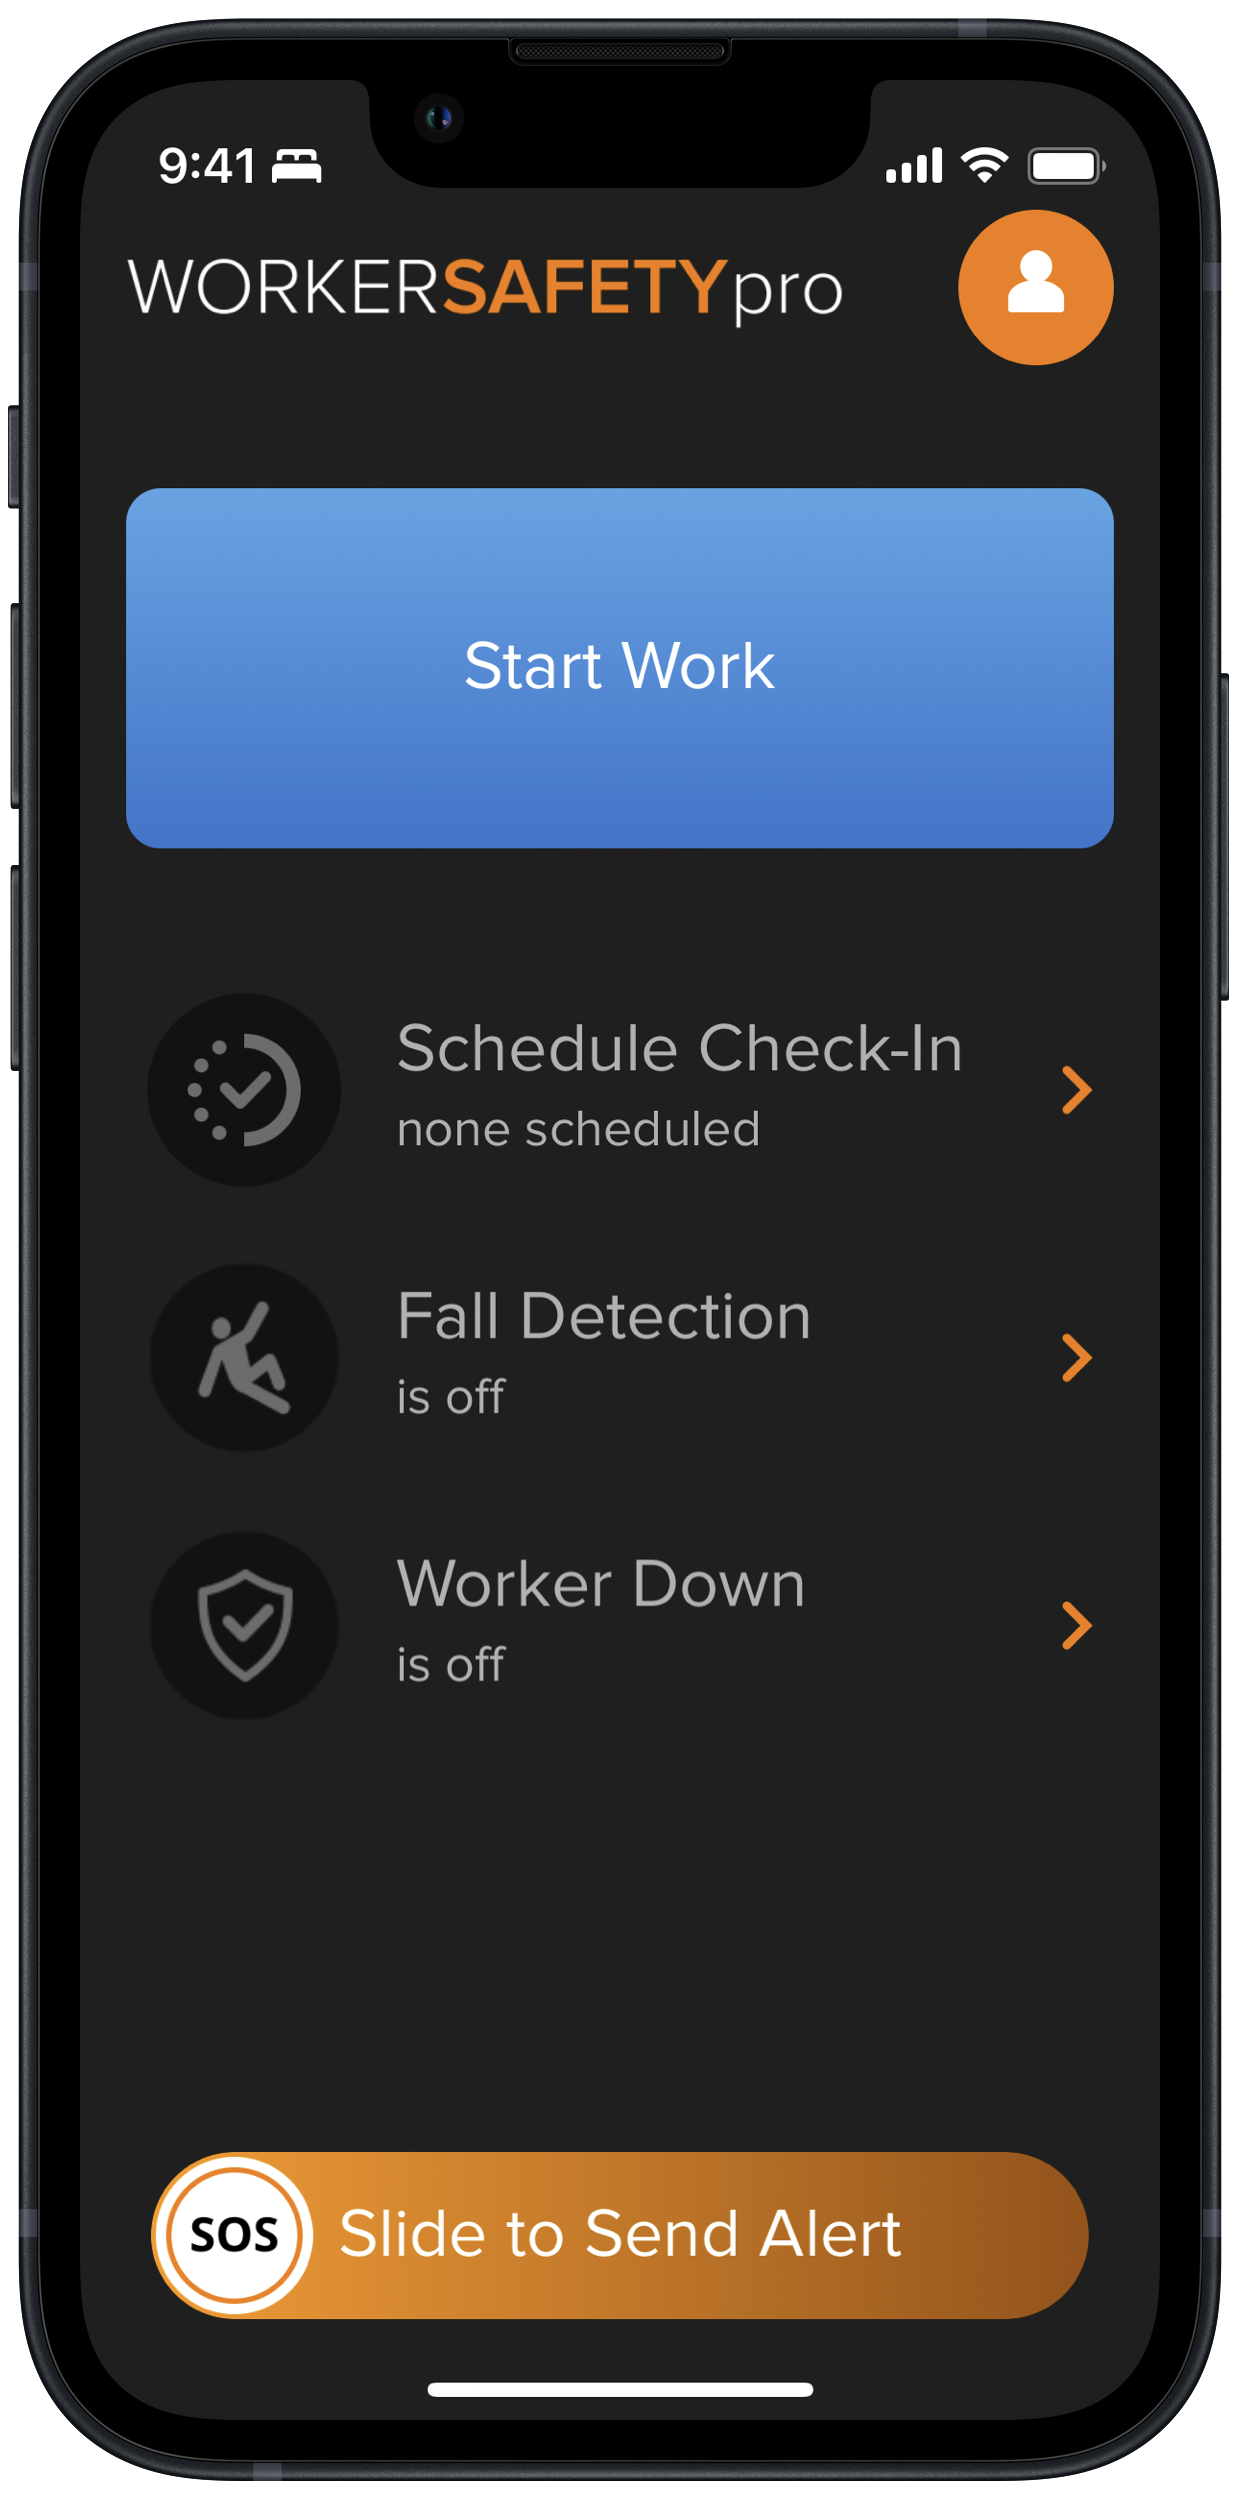 9:41
WORKERSAFETYpro
Start Work
Schedule Check-In
none scheduled
Fall Detection
is off
Worker Down
is off
SOS Slide to Send Alert